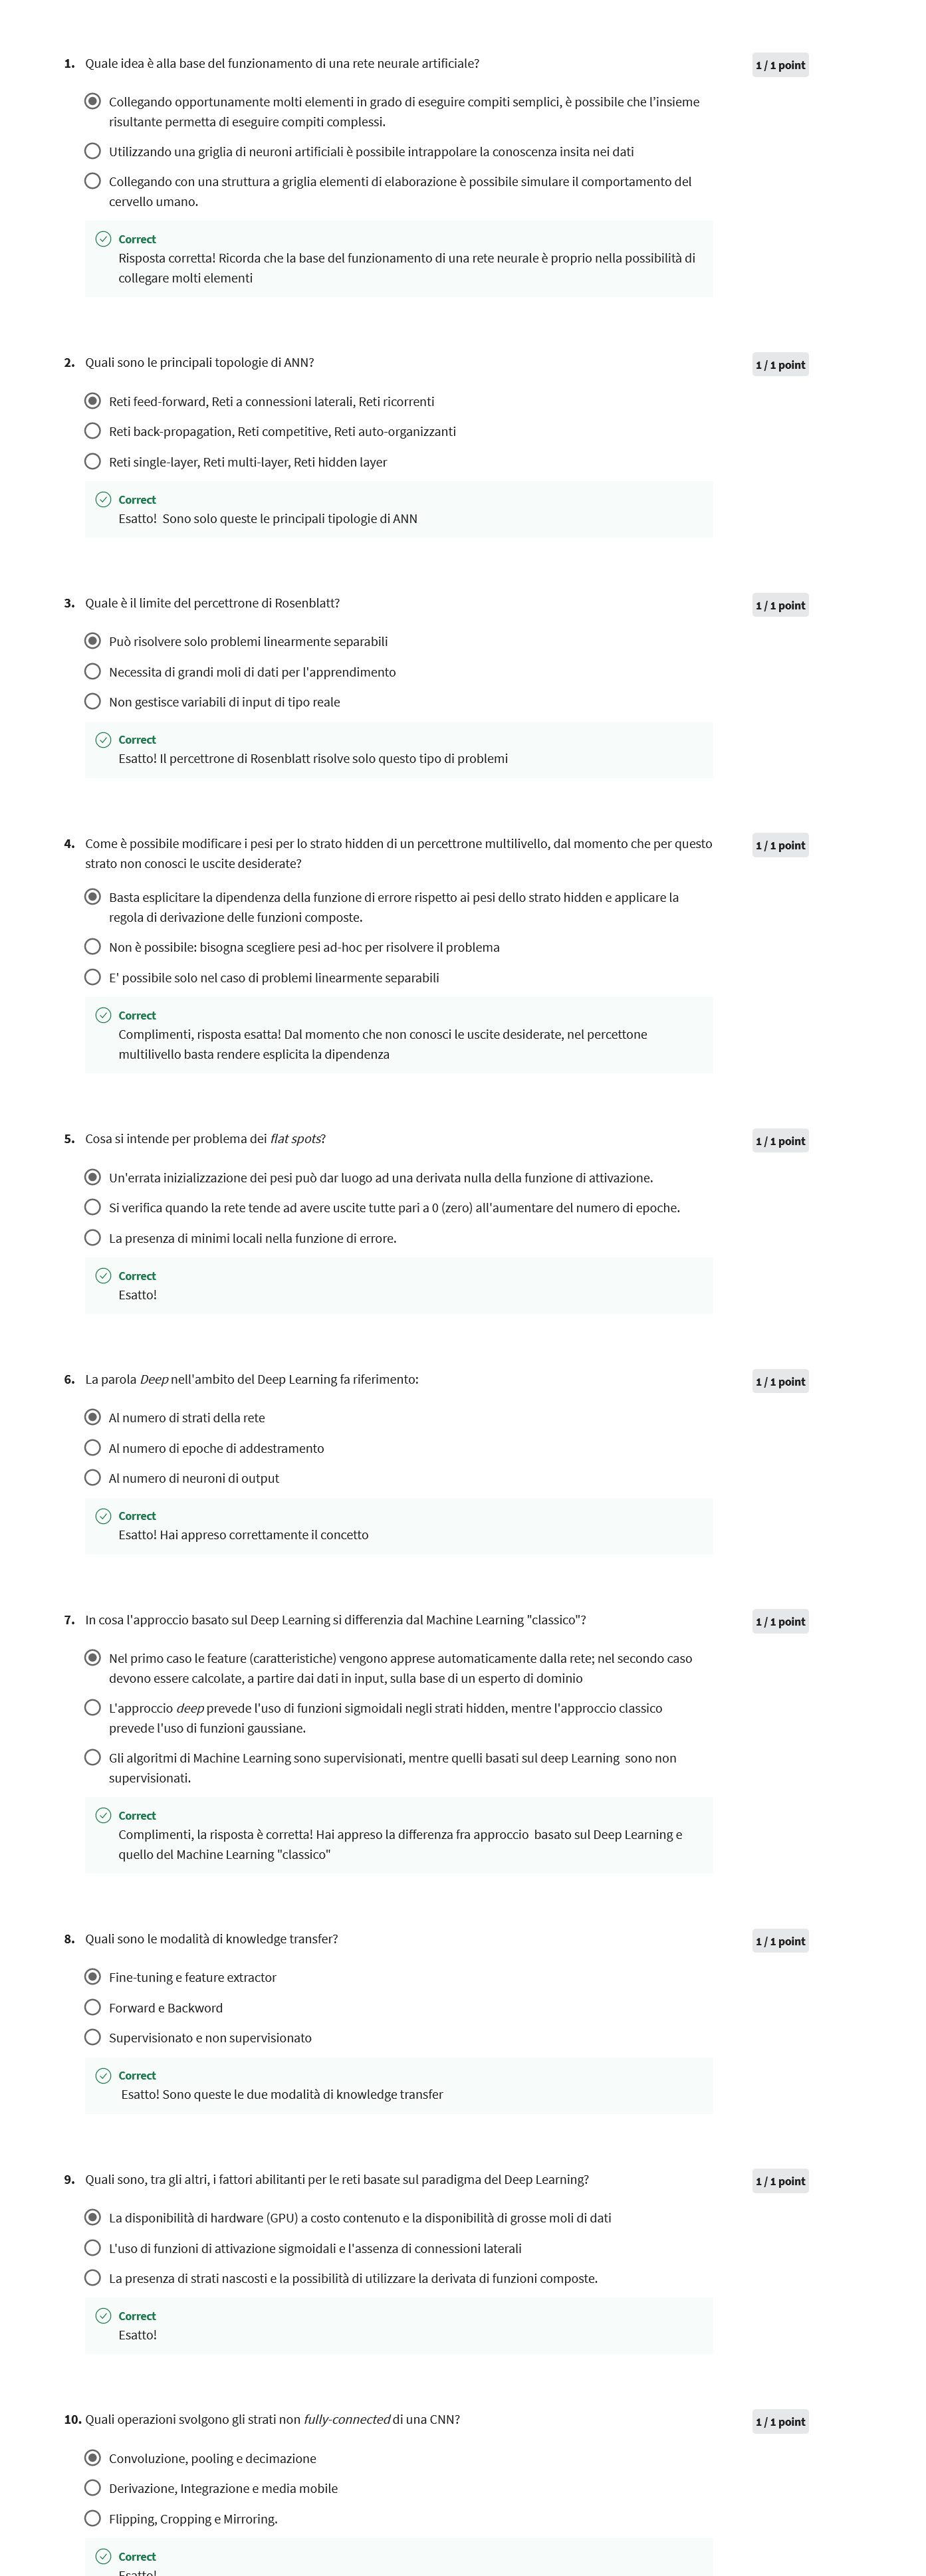 1. Quale idea è alla base del funzionamento di una rete neurale artificiale?
1 / 1 point
Collegando opportunamente molti elementi in grado di eseguire compiti semplici, è possibile che l'insieme
risultante permetta di eseguire compiti complessi.
Utilizzando una griglia di neuroni artificiali è possibile intrappolare la conoscenza insita nei dati
Collegando con una struttura a griglia elementi di elaborazione è possibile simulare il comportamento del
cervello umano.
Correct
Risposta corretta! Ricorda che la base del funzionamento di una rete neurale è proprio nella possibilità di
collegare molti elementi
2. Quali sono le principali topologie di ANN?
1 / 1 point
Reti feed-forward, Reti a connessioni laterali, Reti ricorrenti
Reti back-propagation, Reti competitive, Reti auto-organizzanti
Reti single-layer, Reti multi-layer, Reti hidden layer
Correct
Esatto!  Sono solo queste le principali tipologie di ANN
3. Quale è il limite del percettrone di Rosenblatt?
1 / 1 point
Può risolvere solo problemi linearmente separabili
Necessita di grandi moli di dati per l'apprendimento
Non gestisce variabili di input di tipo reale
Correct
Esatto! Il percettrone di Rosenblatt risolve solo questo tipo di problemi
4. Come è possibile modificare i pesi per lo strato hidden di un percettrone multilivello, dal momento che per questo
strato non conosci le uscite desiderate?
1 / 1 point
Basta esplicitare la dipendenza della funzione di errore rispetto ai pesi dello strato hidden e applicare la
regola di derivazione delle funzioni composte.
Non è possibile: bisogna scegliere pesi ad-hoc per risolvere il problema
E' possibile solo nel caso di problemi linearmente separabili
Correct
Complimenti, risposta esatta! Dal momento che non conosci le uscite desiderate, nel percettone
multilivello basta rendere esplicita la dipendenza
5. Cosa si intende per problema dei flat spots?
1 / 1 point
Un'errata inizializzazione dei pesi può dar luogo ad una derivata nulla della funzione di attivazione.
Si verifica quando la rete tende ad avere uscite tutte pari a 0 (zero) all'aumentare del numero di epoche.
La presenza di minimi locali nella funzione di errore.
Correct
Esatto!
6. La parola Deep nell'ambito del Deep Learning fa riferimento:
1 / 1 point
Al numero di strati della rete
Al numero di epoche di addestramento
Al numero di neuroni di output
Correct
Esatto! Hai appreso correttamente il concetto
7. In cosa l'approccio basato sul Deep Learning si differenzia dal Machine Learning "classico"?
1 / 1 point
Nel primo caso le feature (caratteristiche) vengono apprese automaticamente dalla rete; nel secondo caso
devono essere calcolate, a partire dai dati in input, sulla base di un esperto di dominio
L'approccio deep prevede l'uso di funzioni sigmoidali negli strati hidden, mentre l'approccio classico
prevede l'uso di funzioni gaussiane.
Gli algoritmi di Machine Learning sono supervisionati, mentre quelli basati sul deep Learning  sono non
supervisionati.
Correct
Complimenti, la risposta è corretta! Hai appreso la differenza fra approccio  basato sul Deep Learning e
quello del Machine Learning "classico"
8. Quali sono le modalità di knowledge transfer?
1 / 1 point
Fine-tuning e feature extractor
Forward e Backword
Supervisionato e non supervisionato
Correct
Esatto! Sono queste le due modalità di knowledge transfer
9. Quali sono, tra gli altri, i fattori abilitanti per le reti basate sul paradigma del Deep Learning?
1 / 1 point
La disponibilità di hardware (GPU) a costo contenuto e la disponibilità di grosse moli di dati
L'uso di funzioni di attivazione sigmoidali e l'assenza di connessioni laterali
La presenza di strati nascosti e la possibilità di utilizzare la derivata di funzioni composte.
Correct
Esatto!
10. Quali operazioni svolgono gli strati non fully-connected di una CNN?
1 / 1 point
Convoluzione, pooling e decimazione
Derivazione, Integrazione e media mobile
Flipping, Cropping e Mirroring.
Correct
Esatto!